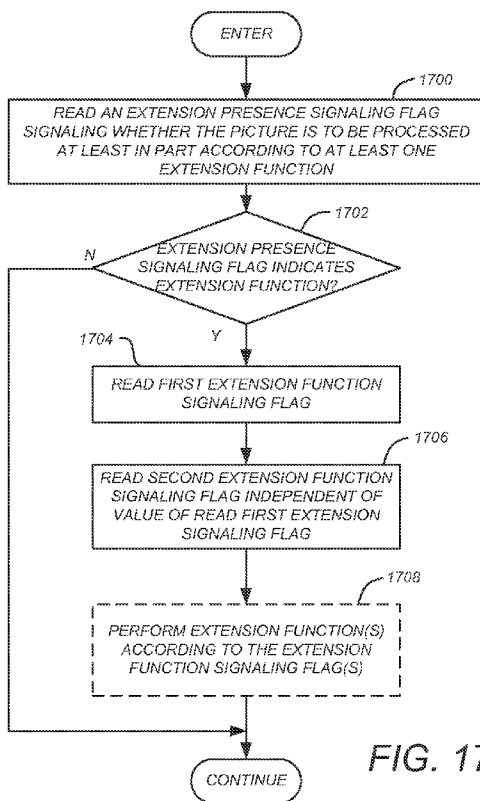 ENTER
1700
READ AN EXTENSION PRESENCE SIGNALING FLAG
SIGNALING WHETHER THE PICTURE IS TO BE PROCESSED
AT LEAST IN PART ACCORDING TO AT LEAST ONE
EXTENSION FUNCTION
1702
EXTENSION PRESENCE
SIGNALING FLAG INDICATES
EXTENSION FUNCTION?
N
Y
1704
READ FIRST EXTENSION FUNCTION
SIGNALING FLAG
1706
READ SECOND EXTENSION FUNCTION
SIGNALING FLAG INDEPENDENT OF
VALUE OF READ FIRST EXTENSION
SIGNALING FLAG
1708
PERFORM EXTENSION FUNCTION(S)
ACCORDING TO THE EXTENSION
FUNCTION SIGNALING FLAG(S)
CONTINUE
FIG. 17